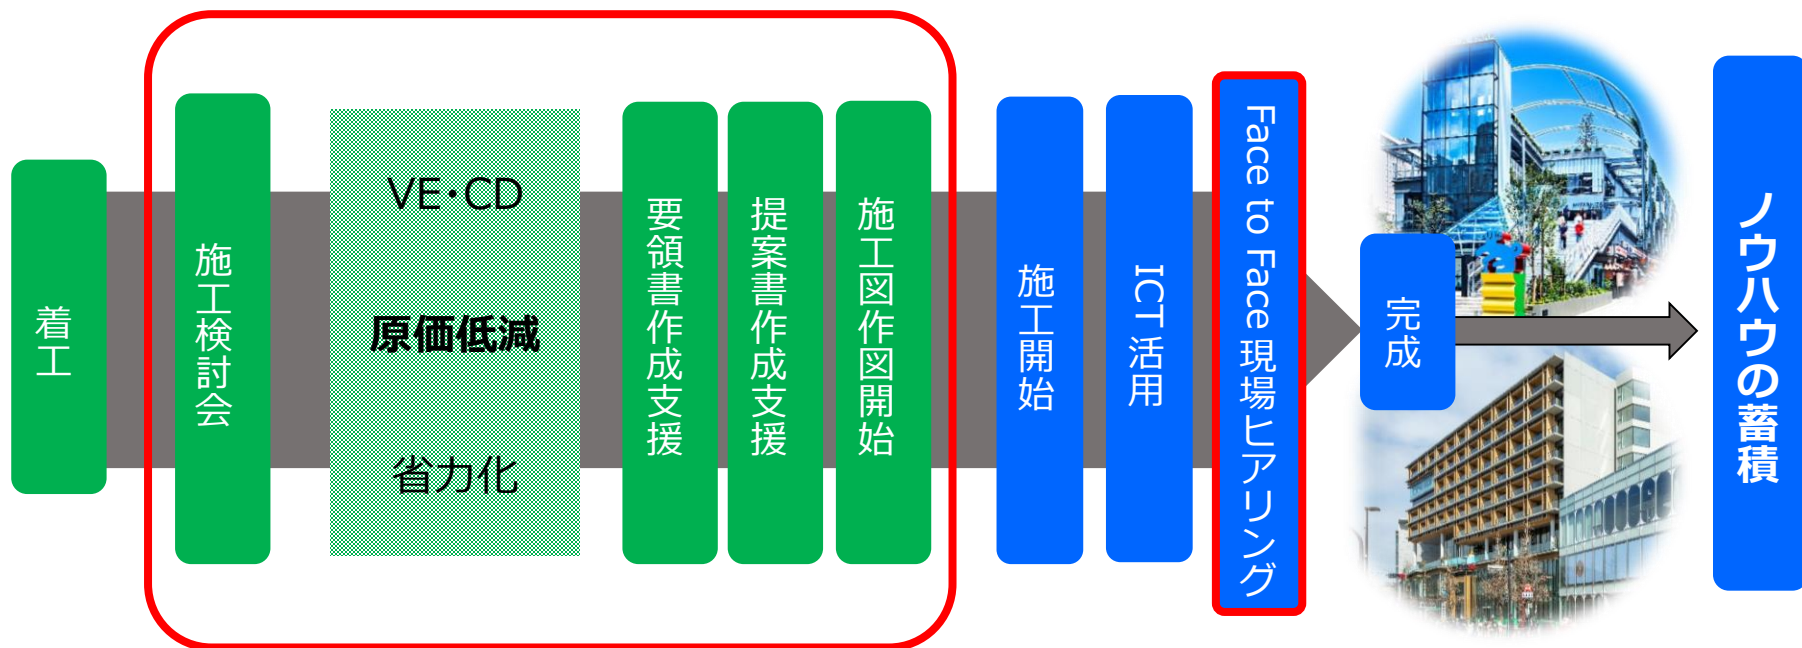 着工
施工検討会
VE・CD
原価低減
省力化
要領書作成支援
提案書作成支援
施工図作図開始
施工開始
ICT 活用
Face to Face 現場ヒアリング
完成
ノウハウの蓄積